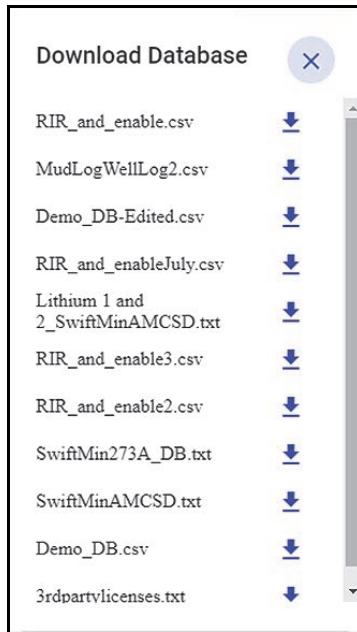 Download Database
RIR_and_enable.csv
MudLogWellLog2.csv
Demo_DB-Edited.csv
RIR_and_enableJuly.csv
Lithium 1 and
2_SwiftMinAMCSD.txt
RIR_and_enable3.csv
RIR_and_enable2.csv
SwiftMin273A_DB.txt
SwiftMinAMCSD.txt
Demo_DB.csv
3rdpartylicenses.txt